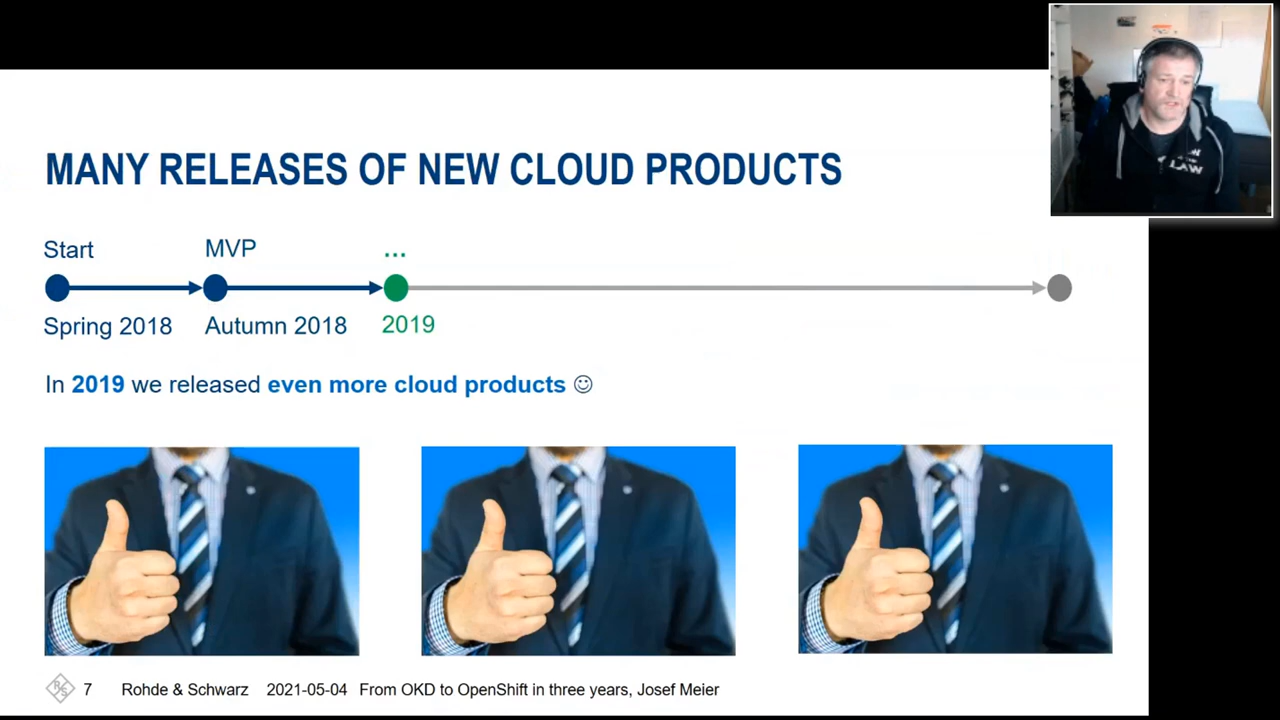 MANY RELEASES OF NEW CLOUD PRODUCTS
Start MVP ...
Spring 2018 Autumn 2018 2019
In 2019 we released even more cloud products ☺
R&S 7 Rohde & Schwarz 2021-05-04 From OKD to OpenShift in three years, Josef Meier
LAW